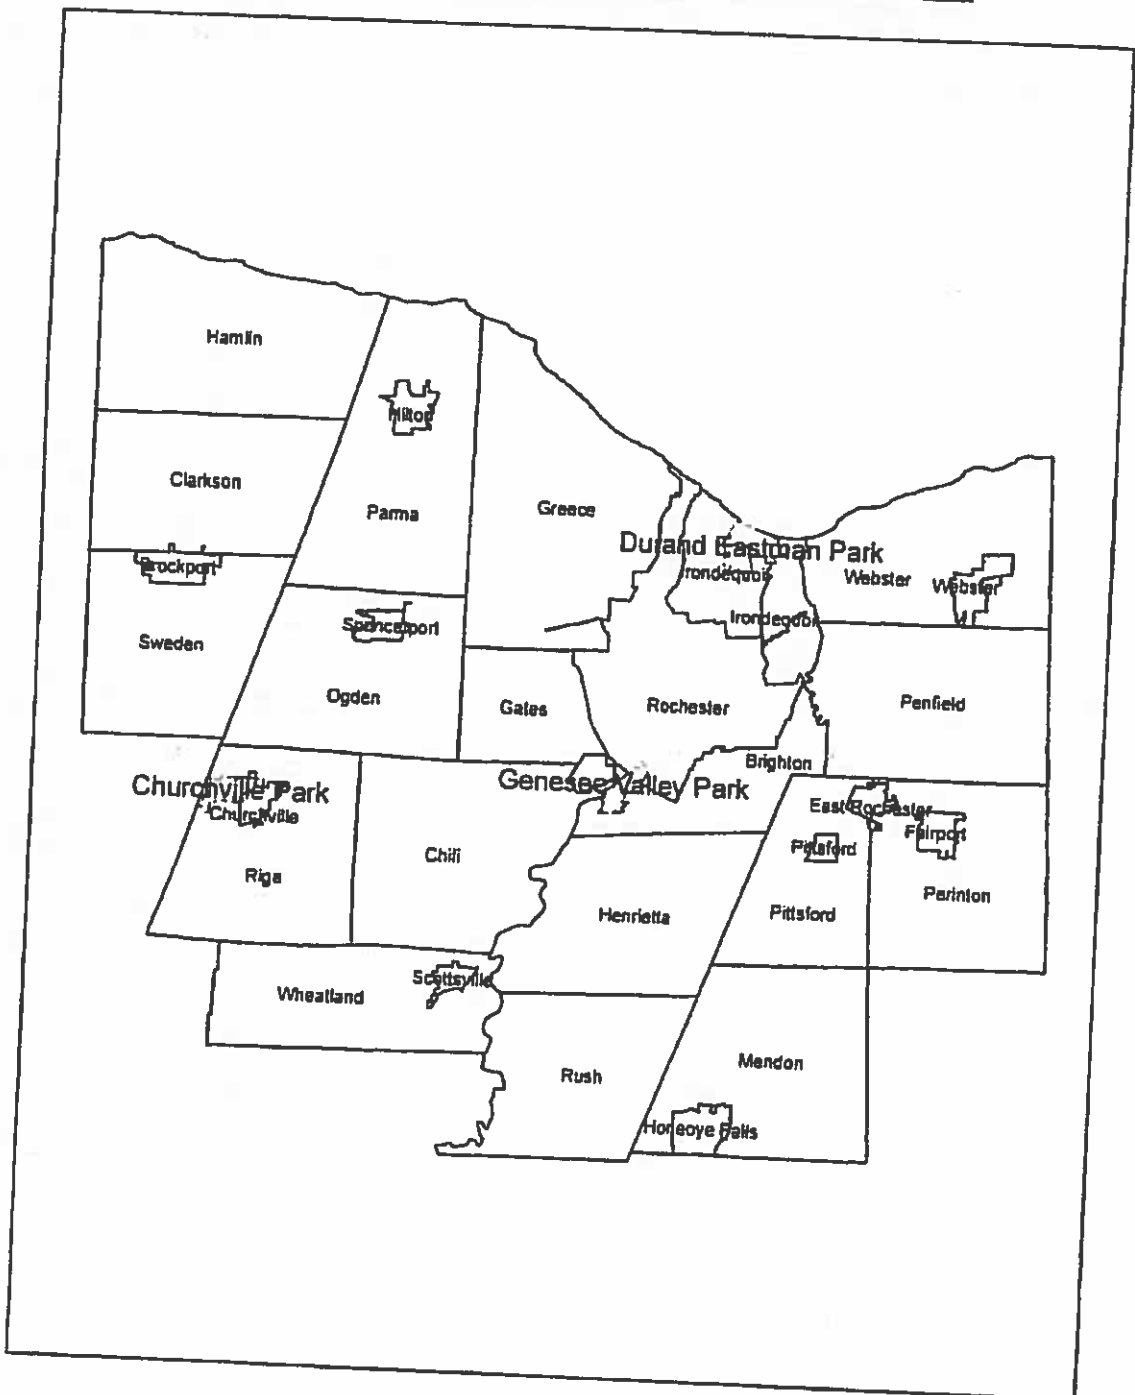 Hamlin
Hilton
Clarkson
Greece
Parma
Durand Eastman Park
Brockport
Irondequoit
Webster
Webster
Irondequoit
Spencerport
Sweden
Ogden
Gates
Rochester
Penfield
Brighton
Churchville Park
Genesee Valley Park
East Rochester
Churchville
Fairport
Pittsford
Chili
Riga
Perinton
Henrietta
Pittsford
Scottsville
Wheatland
Mendon
Rush
Honeoye Falls